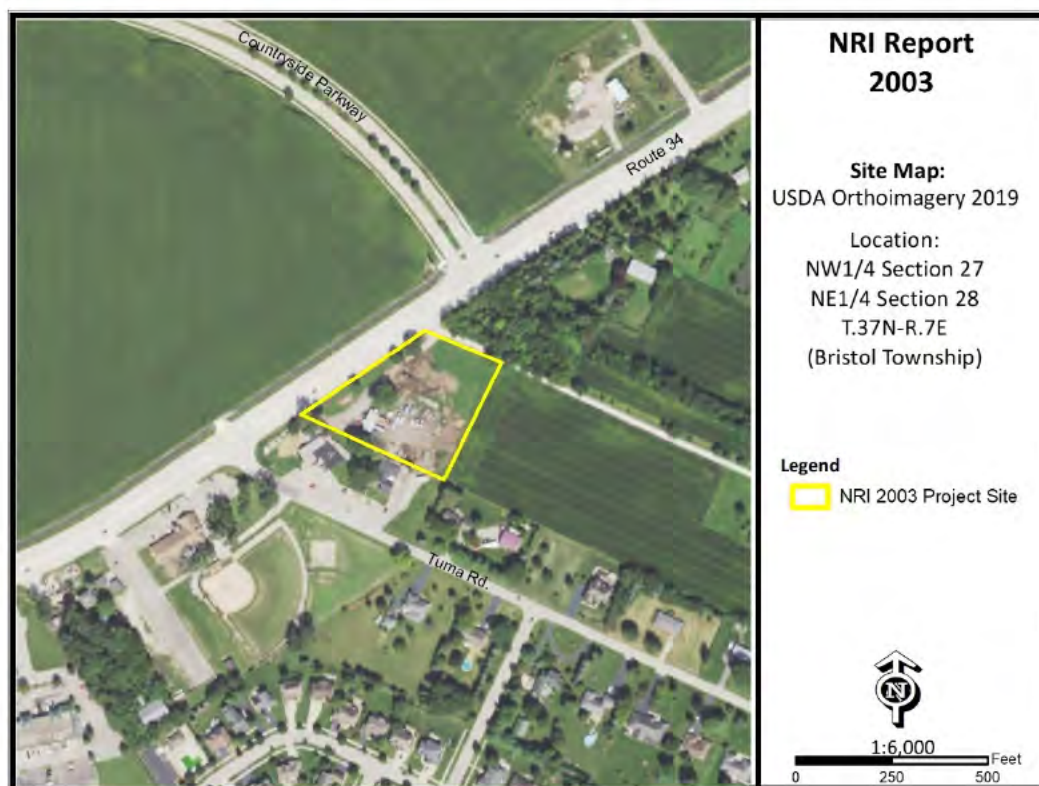 Countryside Parkway
Route 34
Tuma Rd.
NRI Report
2003
Site Map:
USDA Orthoimagery 2019
Location:
NW1/4 Section 27
NE1/4 Section 28
T.37N-R.7E
(Bristol Township)
Legend
NRI 2003 Project Site
N
1:6,000
Feet
0 250 500